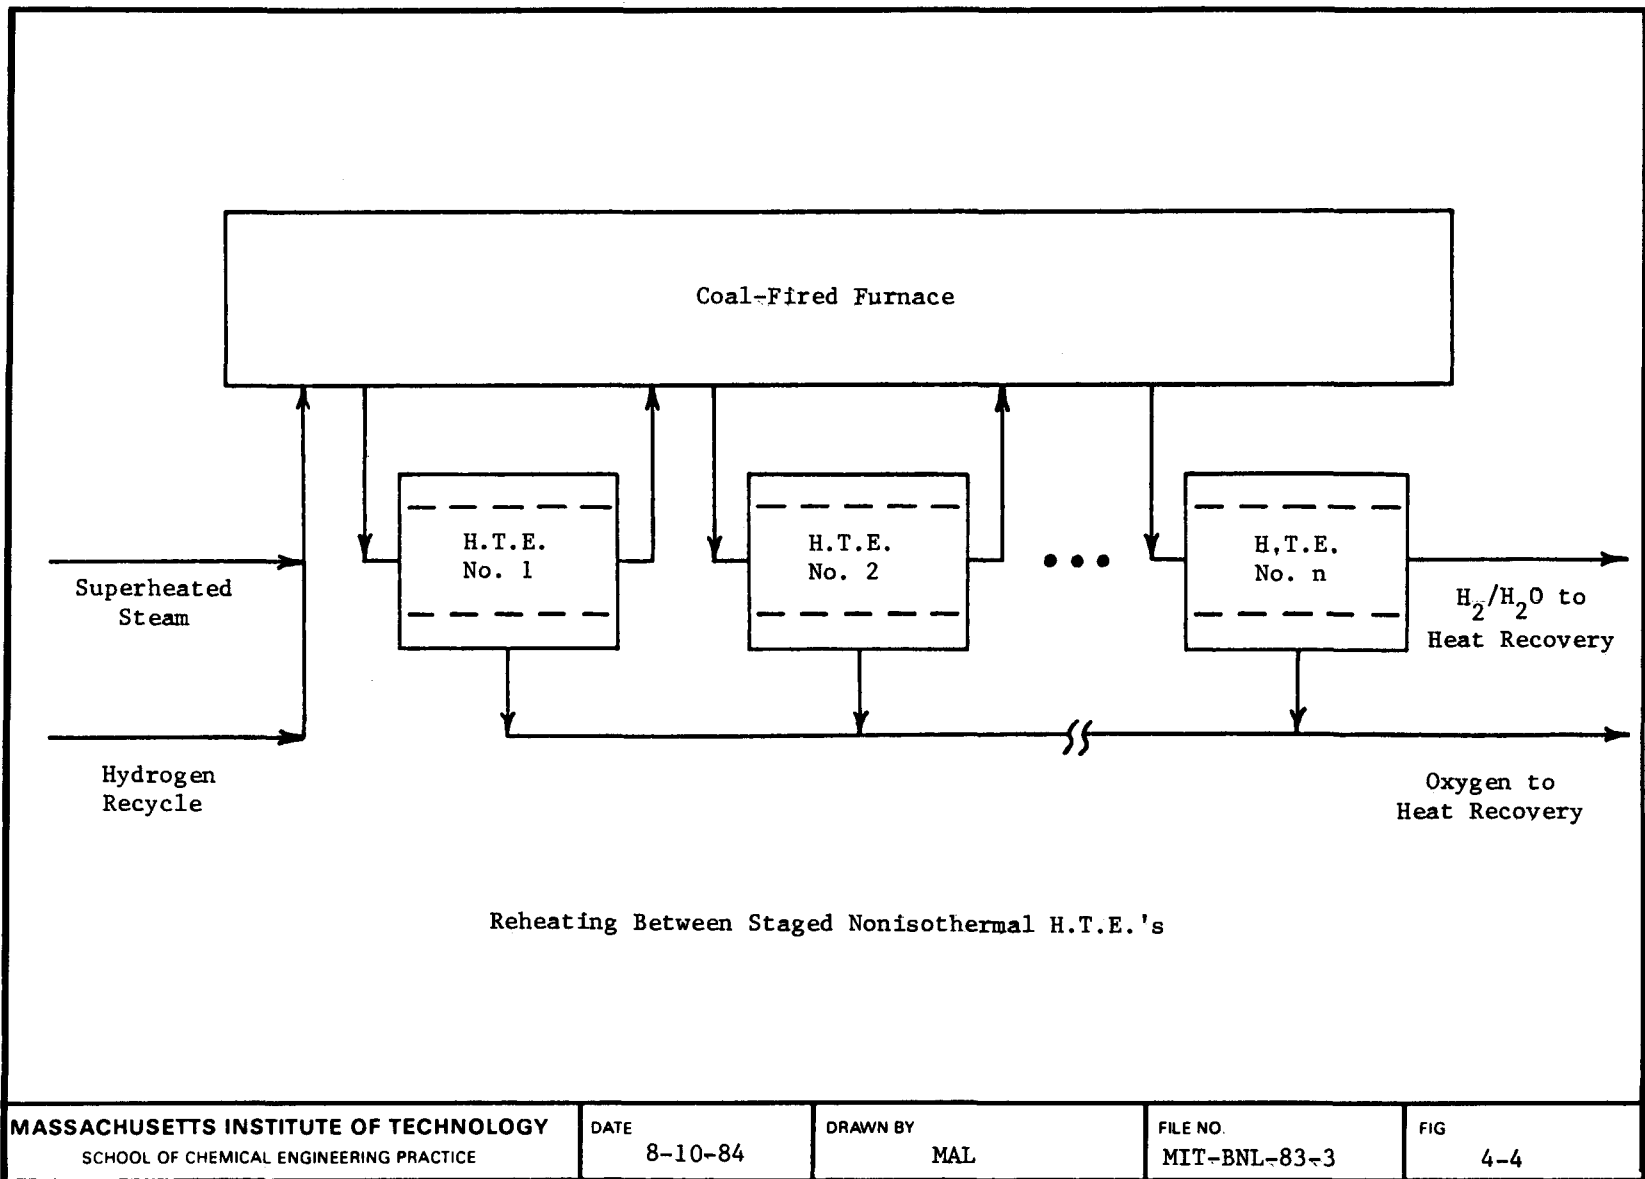 Coal-Fired Furnace
H.T.E.
No. 1
H.T.E.
No. 2
H.T.E.
No. n
Superheated
Steam
H2/H2O to
Heat Recovery
Hydrogen
Recycle
Oxygen to
Heat Recovery
Reheating Between Staged Nonisothermal H.T.E.'s
MASSACHUSETTS INSTITUTE OF TECHNOLOGY
SCHOOL OF CHEMICAL ENGINEERING PRACTICE
DATE
8-10-84
DRAWN BY
MAL
FILE NO.
MIT-BNL-83-3
FIG
4-4